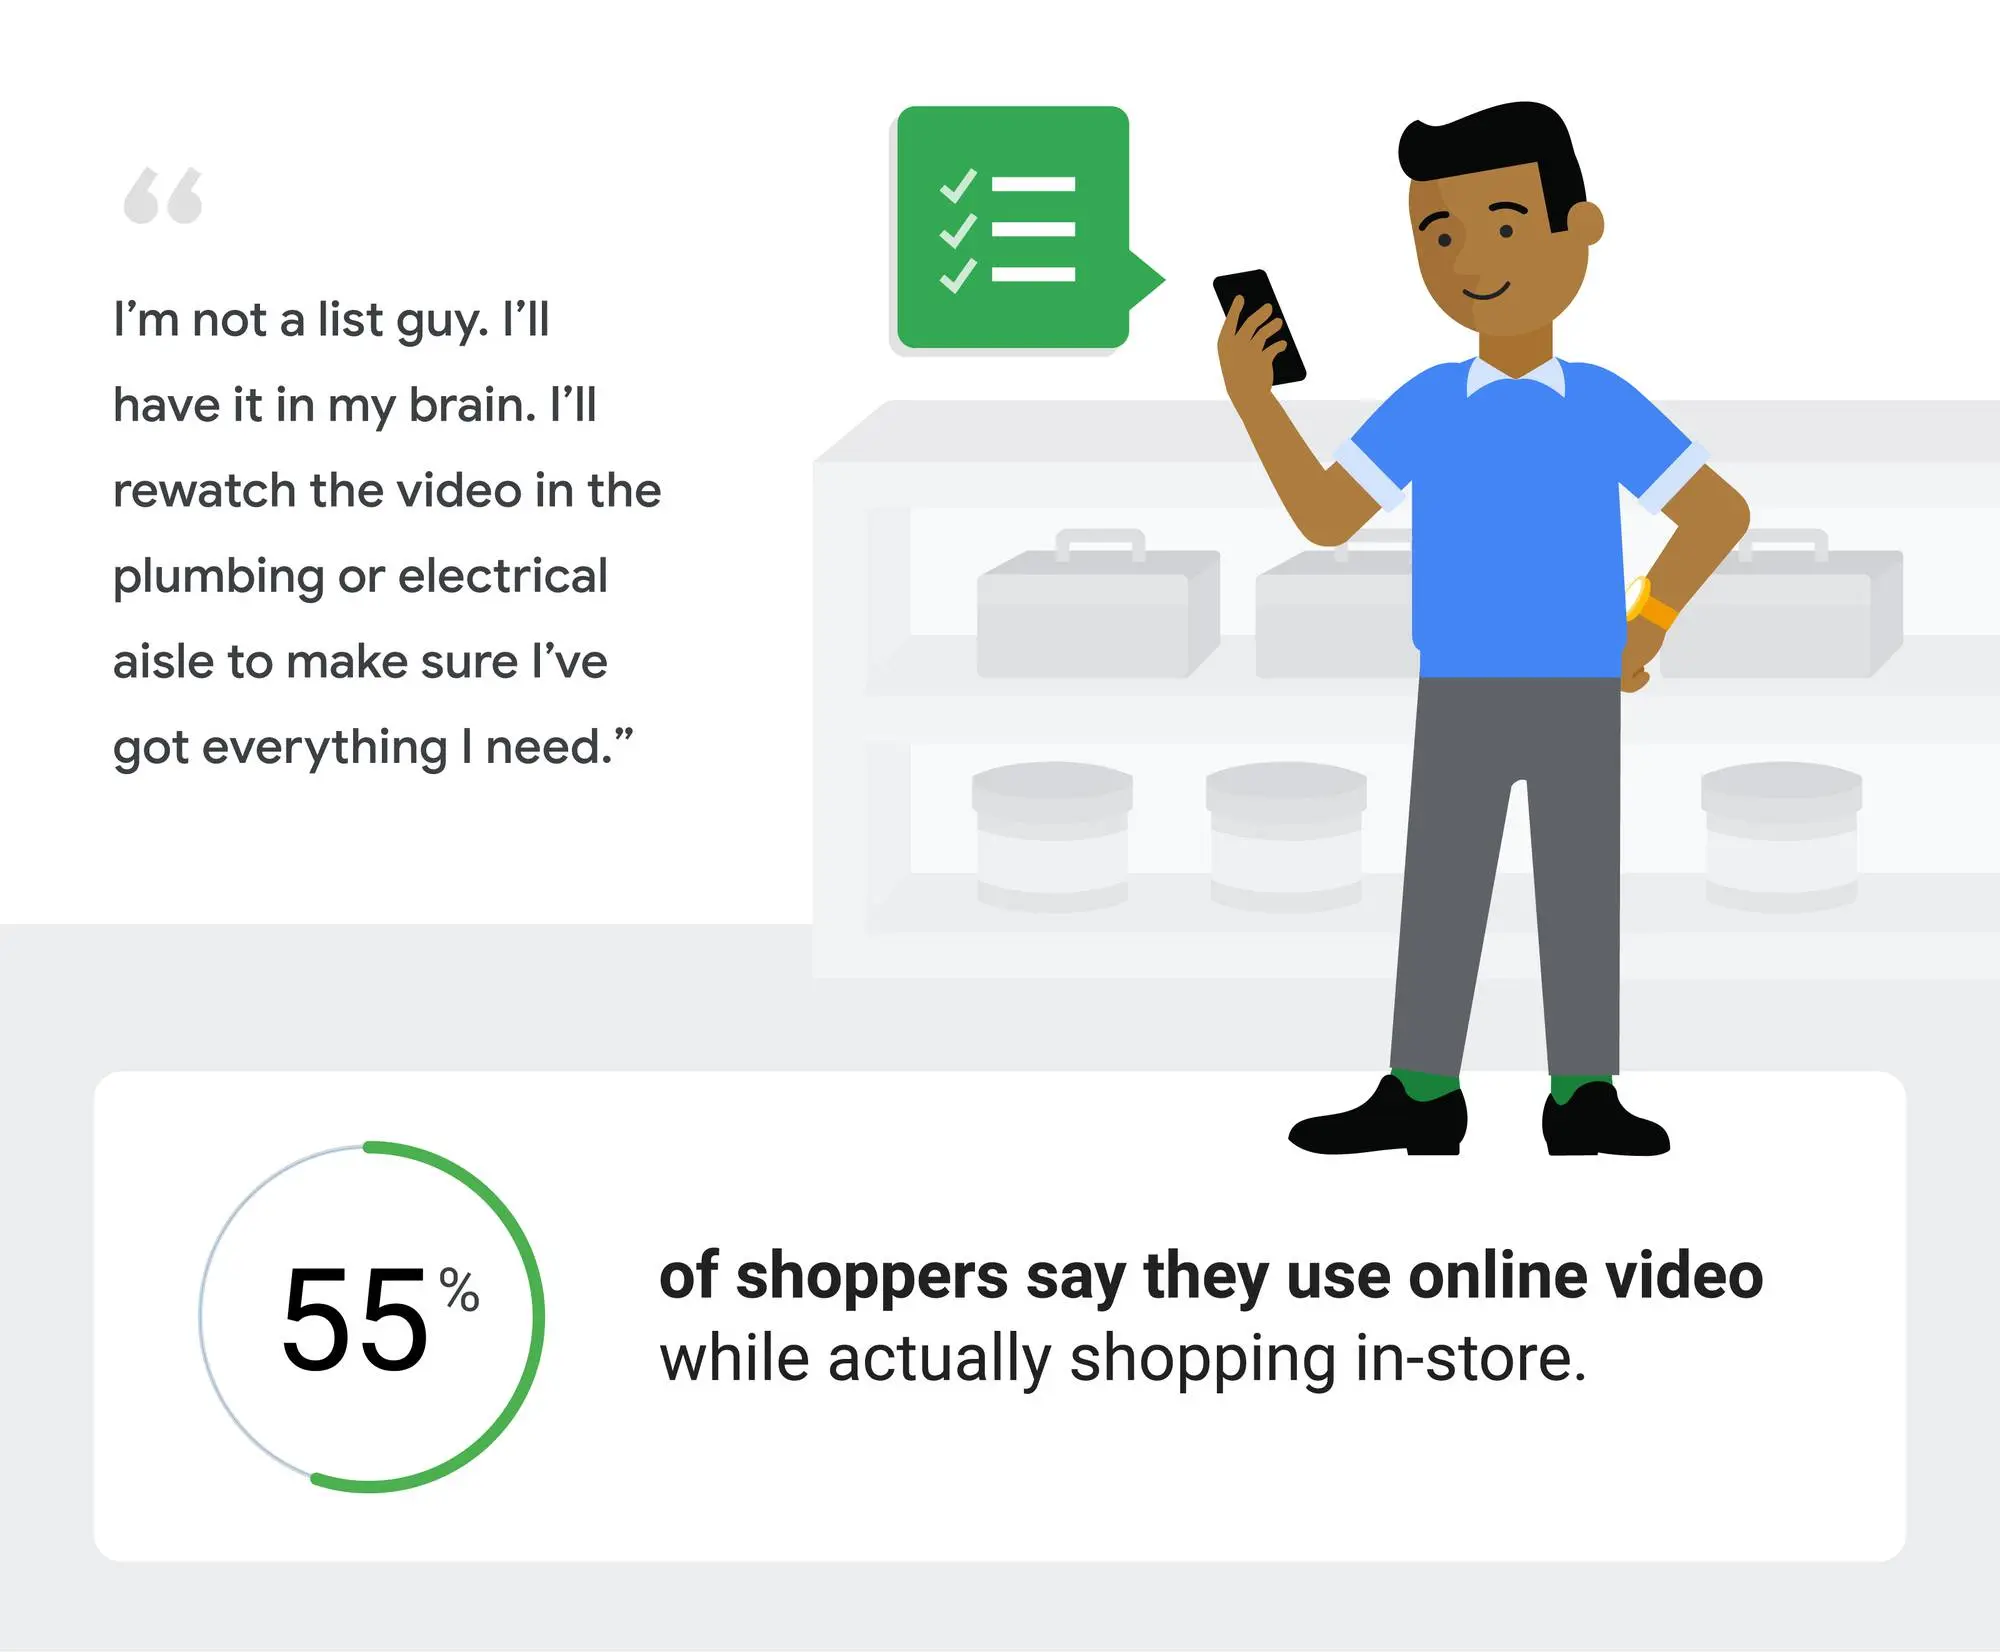 “
I’m not a list guy. I’ll
have it in my brain. I’ll
rewatch the video in the
plumbing or electrical
aisle to make sure I’ve
got everything I need.”
55%
of shoppers say they use online video
while actually shopping in-store.